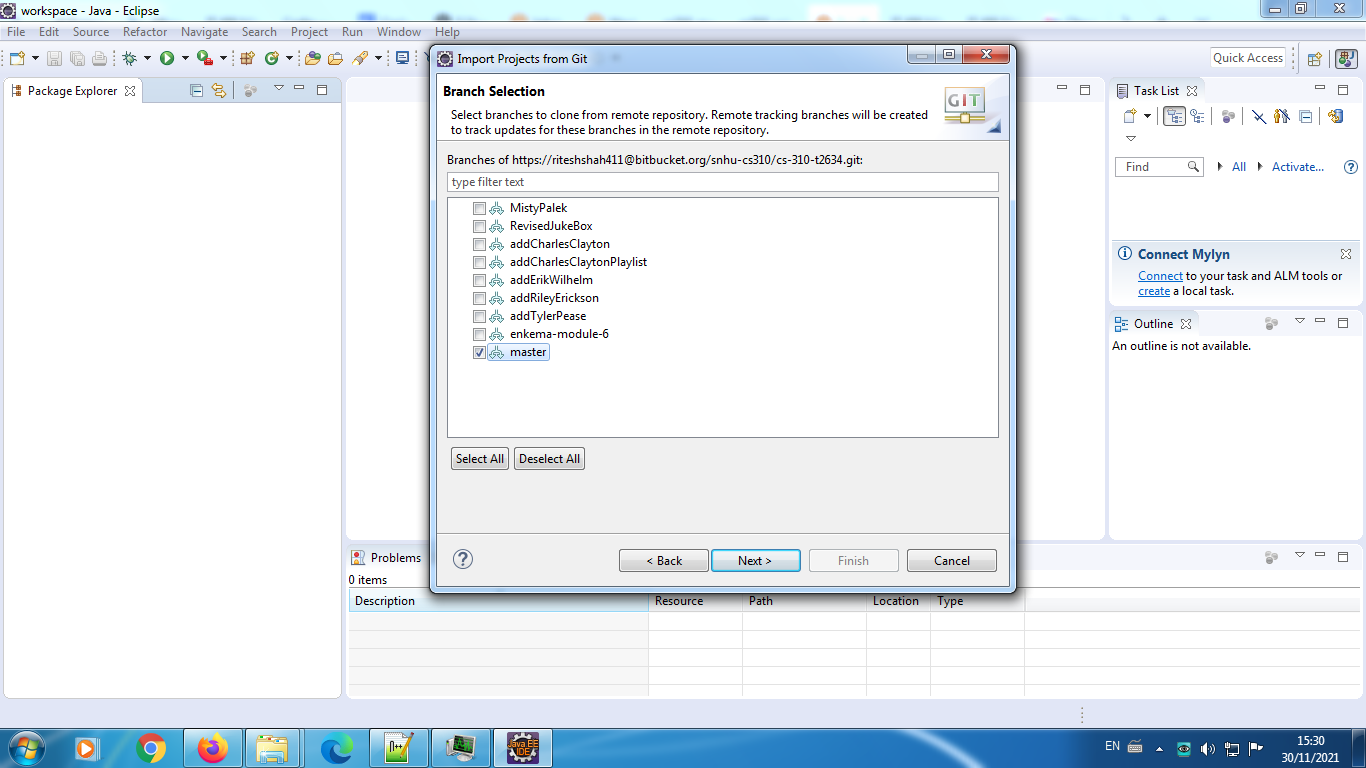 workspace - Java - Eclipse
File Edit Source Refactor Navigate Search Project Run Window Help
Quick Access
Package Explorer
Import Projects from Git
Branch Selection
Select branches to clone from remote repository. Remote tracking branches will be created
to track updates for these branches in the remote repository.
GIT
Branches of https://riteshshah411@bitbucket.org/snhu-cs310/cs-310-t2634.git:
type filter text
MistyPalek
RevisedJukeBox
addCharlesClayton
addCharlesClaytonPlaylist
addErikWilhelm
addRileyErickson
addTylerPease
enkema-module-6
master
Select All Deselect All
< Back Next > Finish Cancel
Task List
Find All Activate...
Connect Mylyn
Connect to your task and ALM tools or
create a local task.
Outline
An outline is not available.
Problems
0 items
Description Resource Path Location Type
Java EE
IDE
EN
15:30
30/11/2021